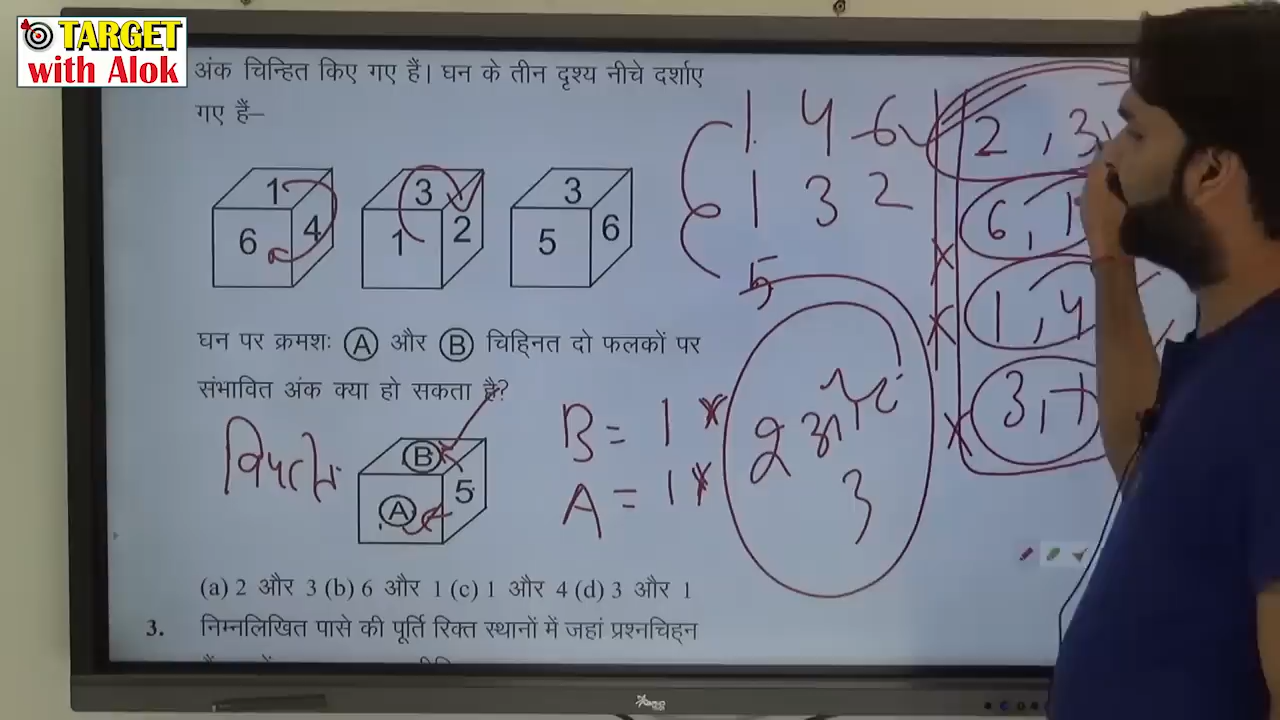 TARGET
with Alok
अंक चिन्हित किए गए हैं। घन के तीन दृश्य नीचे दर्शाए
गए हैं–
1
6 4
3
1 2
3
5 6
1 4 6
1 3 2
5
2, 3,
6, 1
1, 4
3, 1
घन पर क्रमशः A और B चिह्नित दो फलकों पर
संभावित अंक क्या हो सकता है?
विपरीत
B
A 5
B = 1 ×
A = 1 ×
2 और
3
(a) 2 और 3 (b) 6 और 1 (c) 1 और 4 (d) 3 और 1
3. निम्नलिखित पासे की पूर्ति रिक्त स्थानों में जहां प्रश्नचिह्न